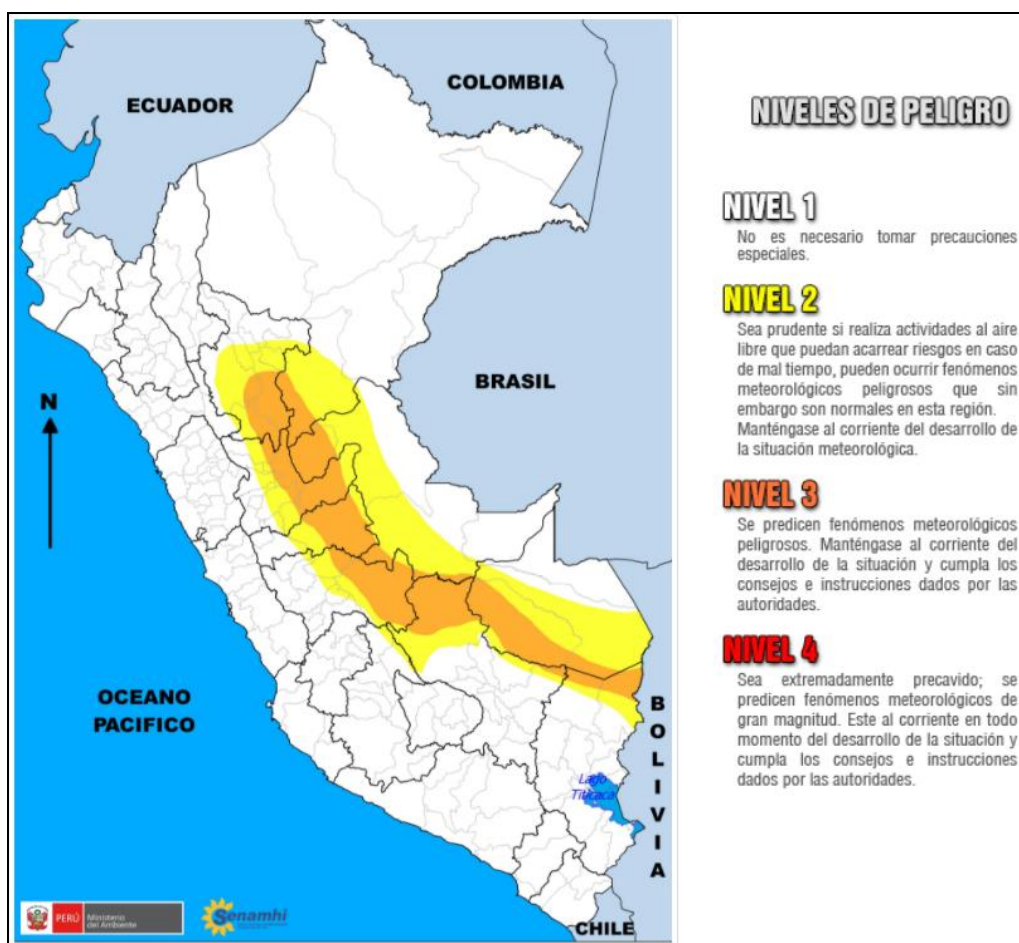 ECUADOR
COLOMBIA
BRASIL
N
OCEANO
PACIFICO
BOLIVIA
Lago
Titicaca
CHILE
PERÚ
Ministerio
del Ambiente
Senamhi
NIVELES DE PELIGRO
NIVEL 1
No es necesario tomar precauciones
especiales.
NIVEL 2
Sea prudente si realiza actividades al aire
libre que puedan acarrear riesgos en caso
de mal tiempo, pueden ocurrir fenómenos
meteorológicos peligrosos que sin
embargo son normales en esta región.
Manténgase al corriente del desarrollo de
la situación meteorológica.
NIVEL 3
Se predicen fenómenos meteorológicos
peligrosos. Manténgase al corriente del
desarrollo de la situación y cumpla los
consejos e instrucciones dados por las
autoridades.
NIVEL 4
Sea extremadamente precavido; se
predicen fenómenos meteorológicos de
gran magnitud. Este al corriente en todo
momento del desarrollo de la situación y
cumpla los consejos e instrucciones
dados por las autoridades.